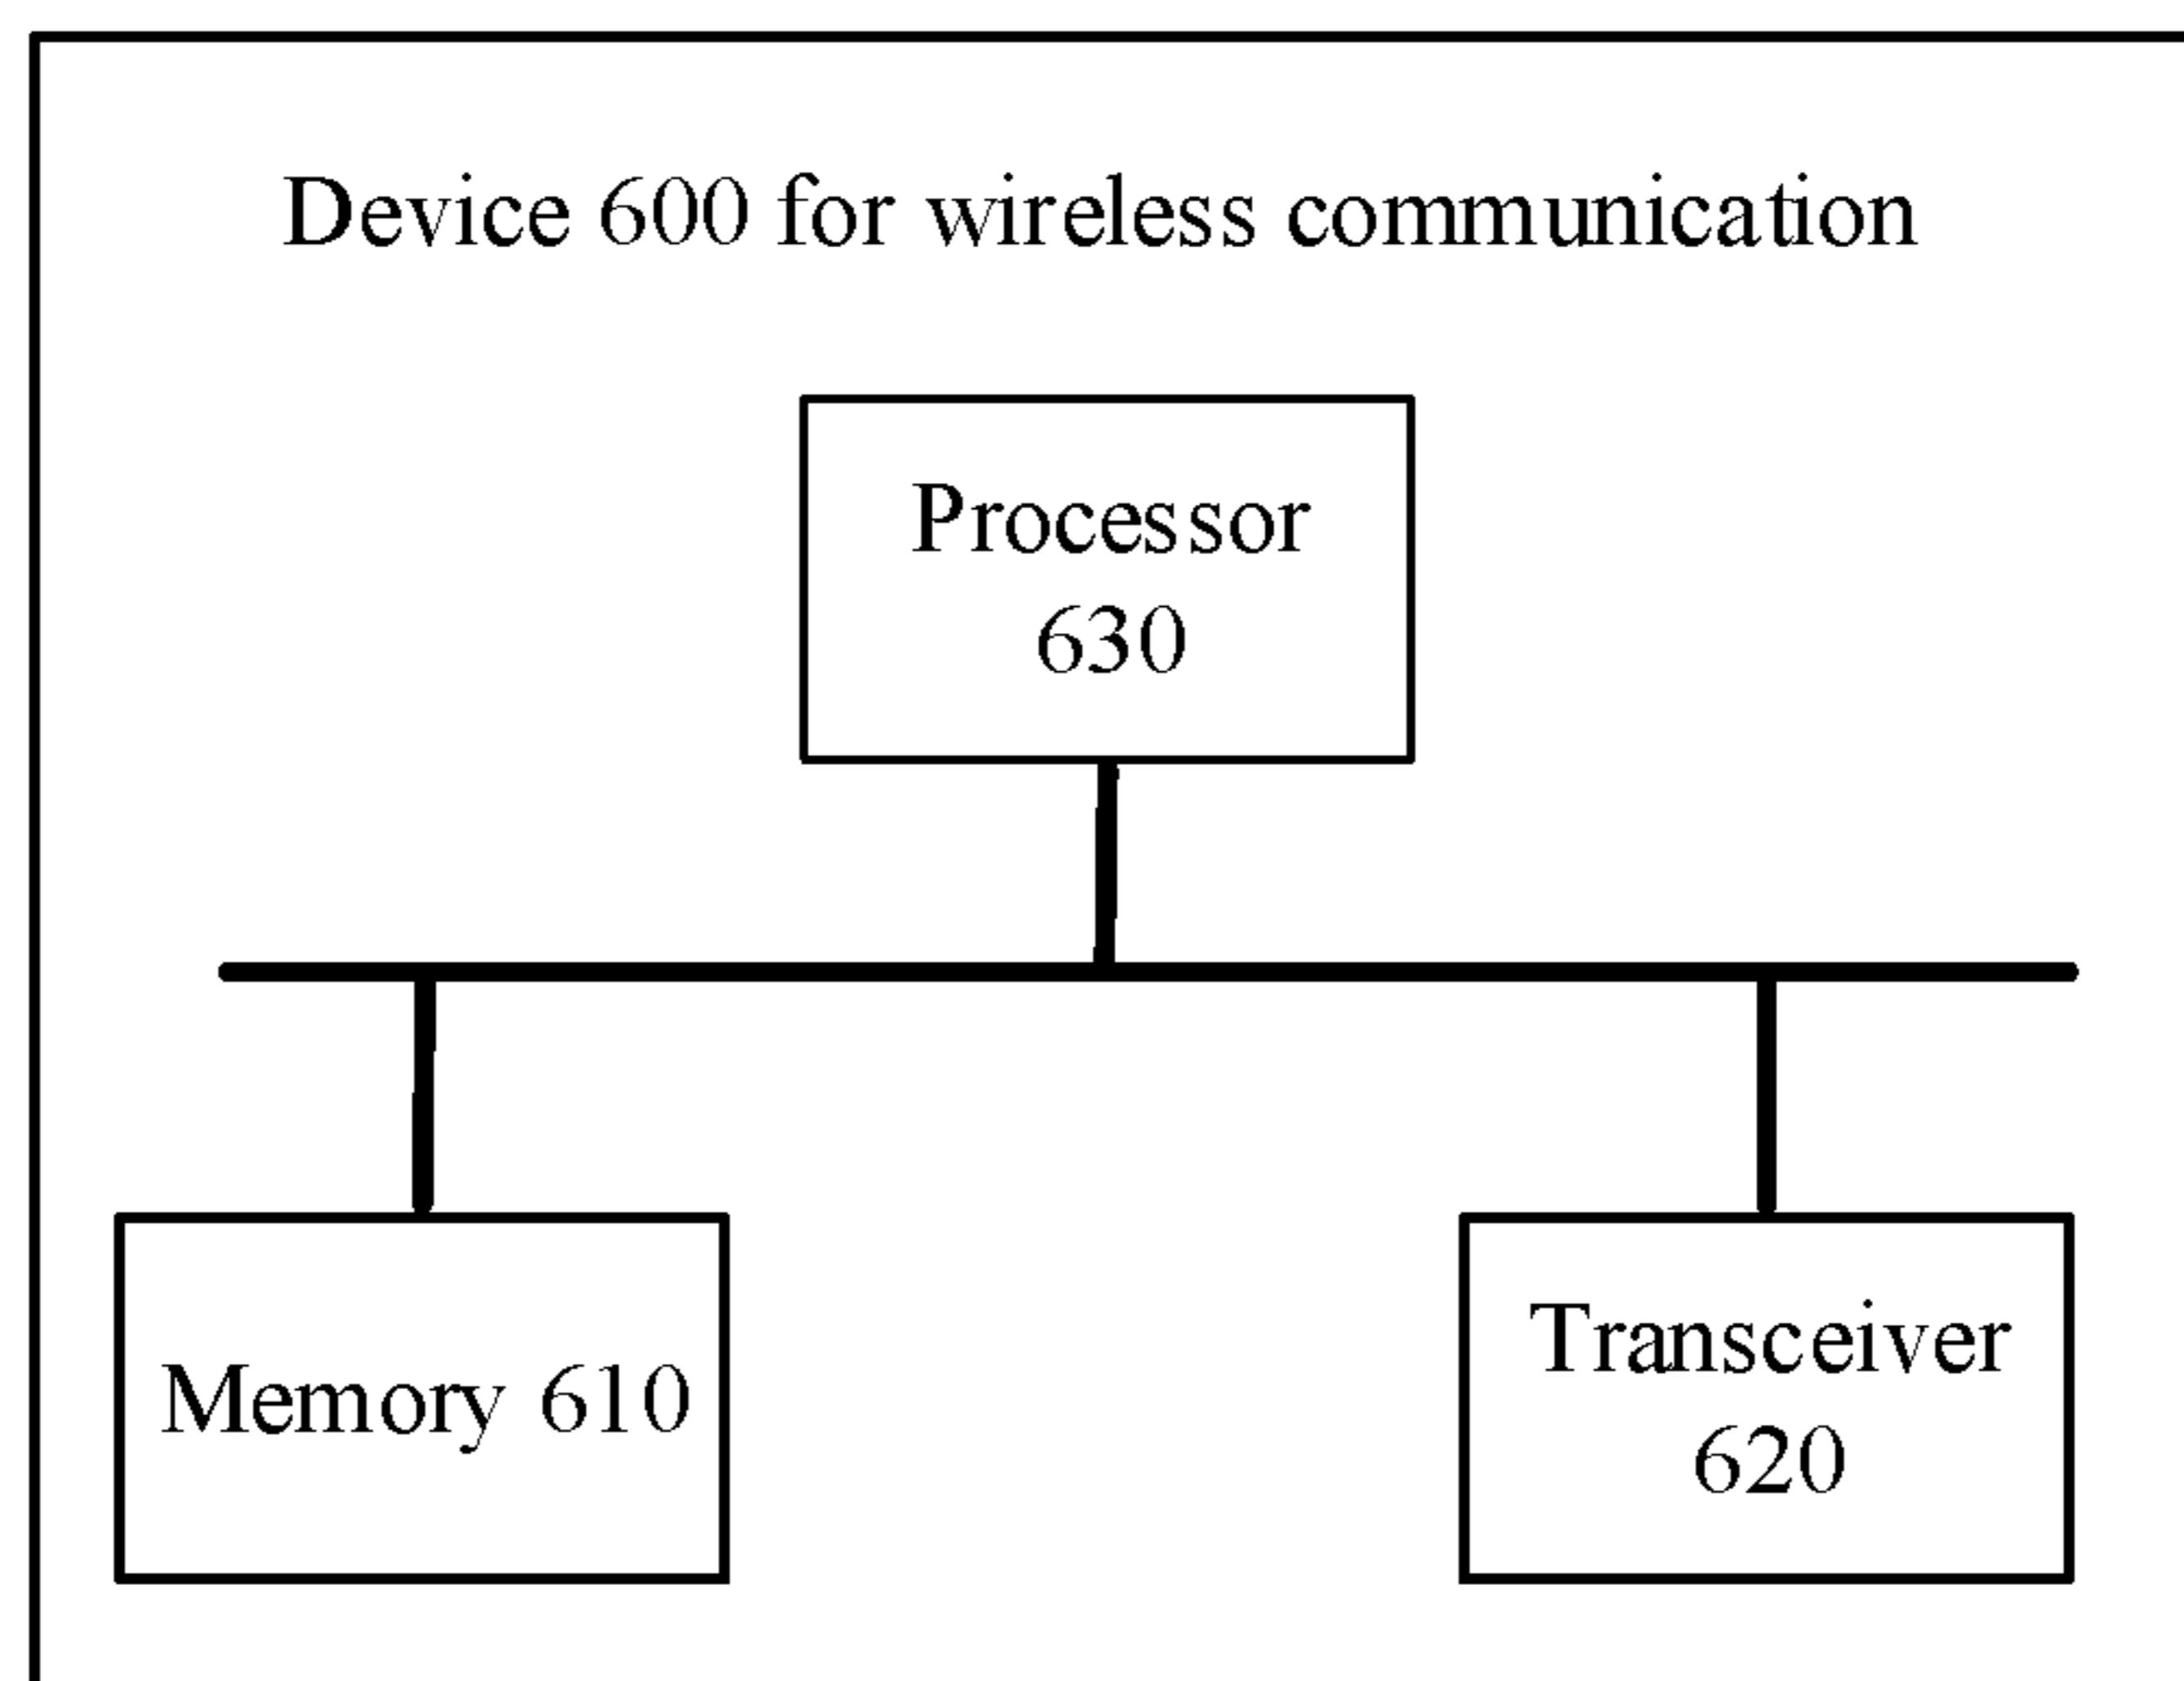 Device 600 for wireless communication
Processor
630
Memory 610
Transceiver
620